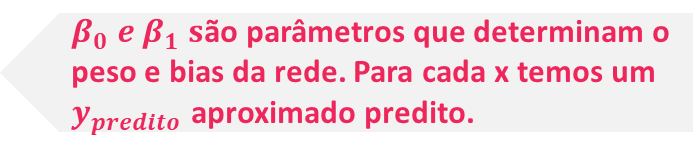 β₀ e β₁ são parâmetros que determinam o
peso e bias da rede. Para cada x temos um
y_predito aproximado predito.